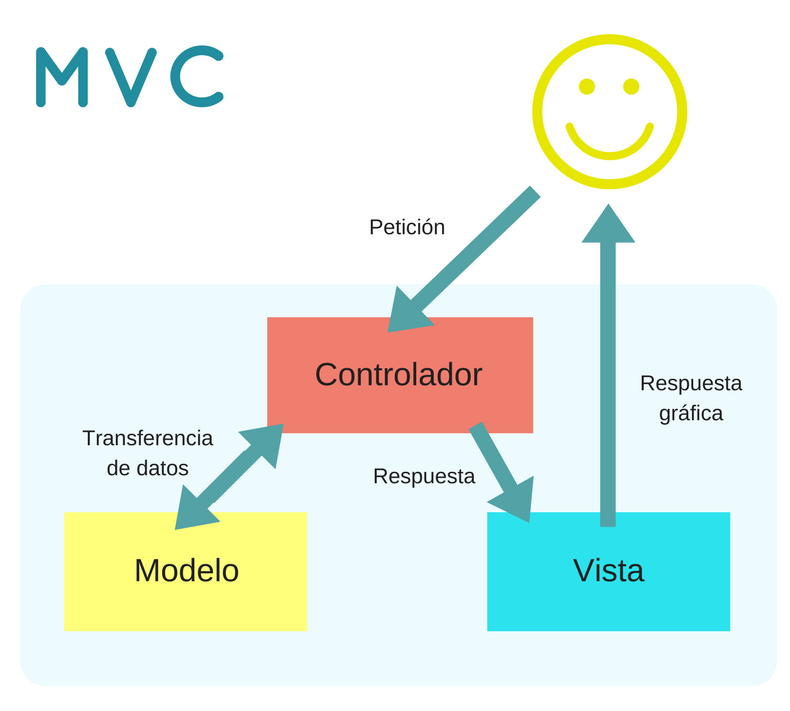 MVC
Petición
Controlador
Respuesta
gráfica
Transferencia
de datos
Respuesta
Modelo
Vista